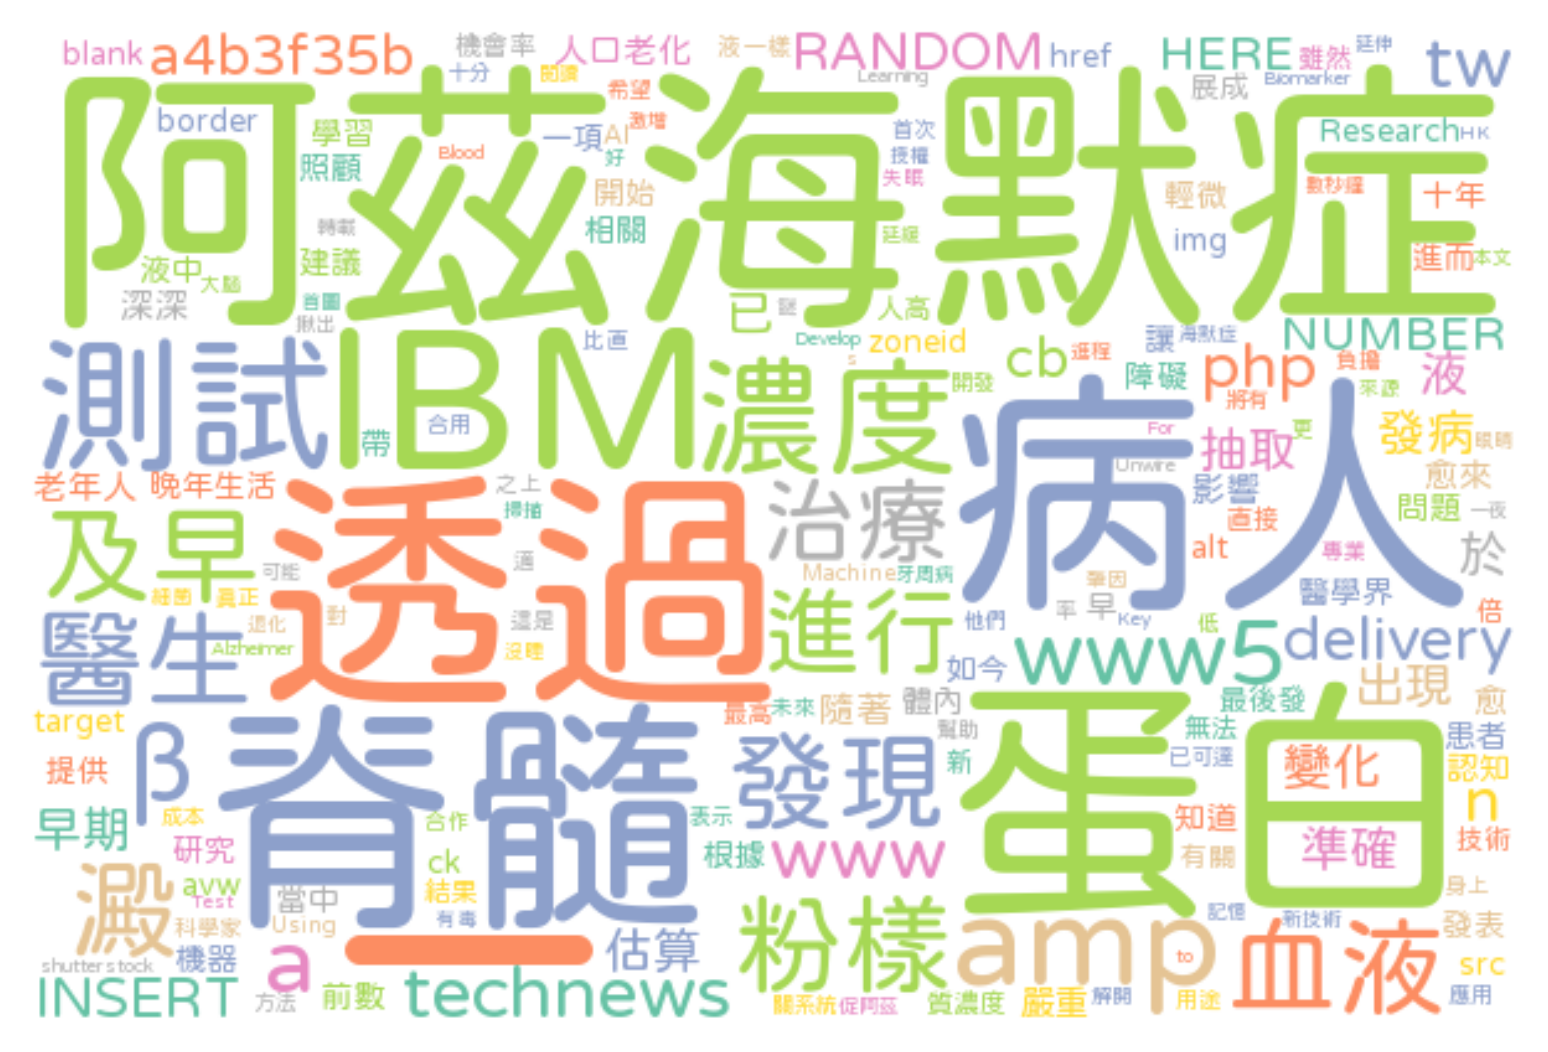 blank a4b3f35b 機會率 人口老化 液一樣 RANDOM href HERE 雖然 延伸 tw
十分 閱讀 希望 Learning 展成 Biomarker
阿茲海默症
border 學習 激增 一項 AI 首次 Research HK
照顧 Blood 好 授權 失眠 輕微 數秒鐘 十年
開始 轉載 相關 延緩 img
液中 大腦 建議 進而 本文
深深 首圖 揪出 已 謎 人高 NUMBER
測試 IBM 比直 Develop s zoneid 讓 海默症
濃度 開發 cb 進程 障礙 php 負擔 液
帶 合用 將有 來源
病人 For 抽取 更 發病 眼睛
老年人 晚年生活 之上 治療 Unwire 影響 愈來
及早 透過 掃描 直接 問題 一夜
可能 適 Machine 牙周病 alt 專業 於
細菌 真正 肇因 醫學界
醫生 退化 對 這是 進行 率 早 Key 他們 低 倍
Alzheimer 沒睡 如今 www5 delivery
target 最高 未來 隨著 體內 最後發 出現 愈
β 脊髓 發現 幫助 無法 蛋白 患者
提供 新 已可達 變化 認知
早期 成本 合作 表示 知道 n
研究 ck 根據 www 有關 準確 技術
澱 avw Test 當中 結果 身上
科學家 Using 有毒 粉樣 amp 記憶 新技術 血液 發表
shutterstock 機器 a 一 估算 to src
INSERT 方法 前數 technews 關系統 促阿茲 質濃度 嚴重 解開 用途 應用